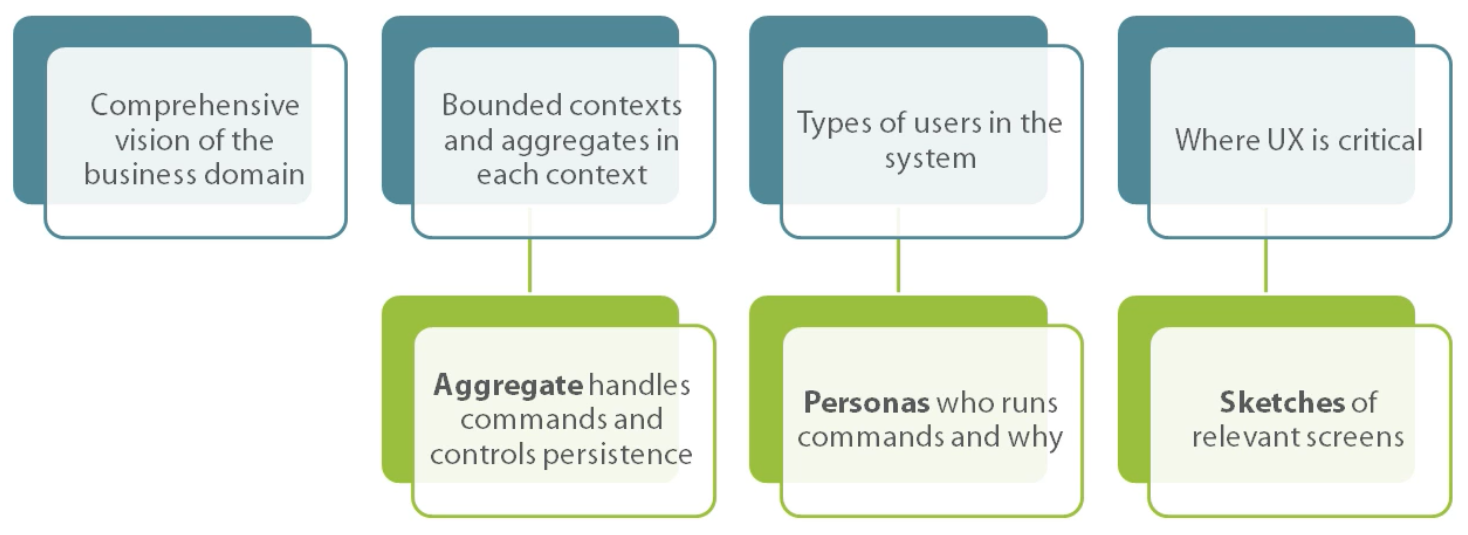 Comprehensive
vision of the
business domain
Bounded contexts
and aggregates in
each context
Types of users in the
system
Where UX is critical
Aggregate handles
commands and
controls persistence
Personas who runs
commands and why
Sketches of
relevant screens